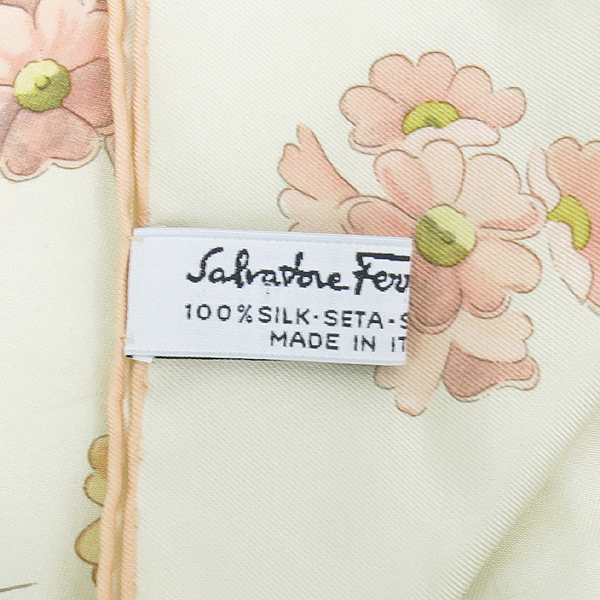 Salvatore Ferr
100% SILK·SETA-S
MADE IN IT